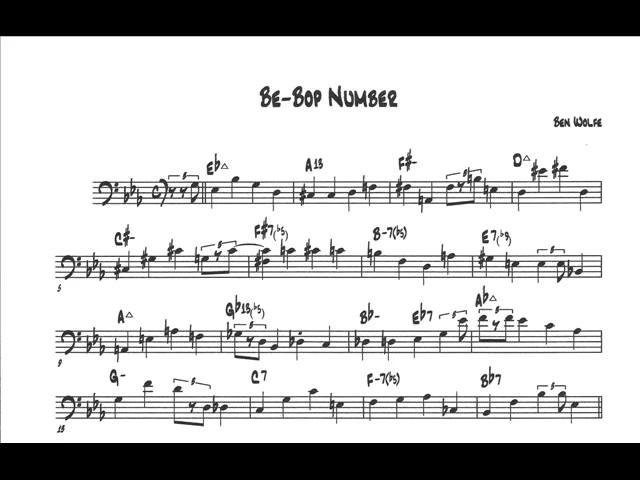 Be-Bop Number
Ben Wolfe
E♭△ A13 F#- D△
C#- F#7(♭5) B-7(♭5) E7(♭9)
5
A△ G♭13(♭5) B♭- E♭7 A♭△
9
G- C7 F-7(♭5) B♭7
13